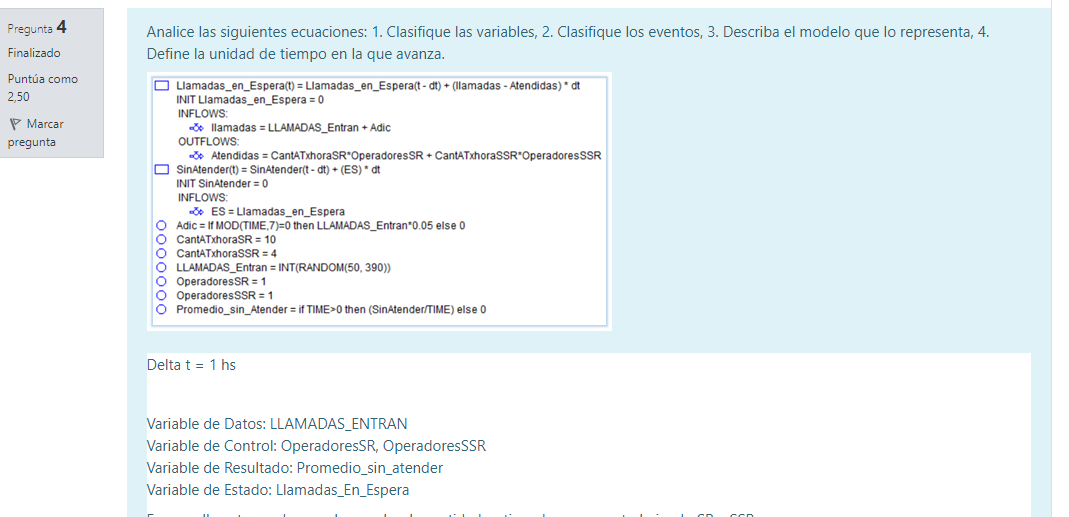 Pregunta 4
Finalizado
Puntúa como
2,50
Marcar
pregunta
Analice las siguientes ecuaciones: 1. Clasifique las variables, 2. Clasifique los eventos, 3. Describa el modelo que lo representa, 4.
Define la unidad de tiempo en la que avanza.
Llamadas_en_Espera(t) = Llamadas_en_Espera(t - dt) + (llamadas - Atendidas) * dt
INIT Llamadas_en_Espera = 0
INFLOWS:
llamadas = LLAMADAS_Entran + Adic
OUTFLOWS:
Atendidas = CantATxhoraSR*OperadoresSR + CantATxhoraSSR*OperadoresSSR
SinAtender(t) = SinAtender(t - dt) + (ES) * dt
INIT SinAtender = 0
INFLOWS:
ES = Llamadas_en_Espera
Adic = If MOD(TIME,7)=0 then LLAMADAS_Entran*0.05 else 0
CantATxhoraSR = 10
CantATxhoraSSR = 4
LLAMADAS_Entran = INT(RANDOM(50, 390))
OperadoresSR = 1
OperadoresSSR = 1
Promedio_sin_Atender = if TIME>0 then (SinAtender/TIME) else 0
Delta t = 1 hs
Variable de Datos: LLAMADAS_ENTRAN
Variable de Control: OperadoresSR, OperadoresSSR
Variable de Resultado: Promedio_sin_atender
Variable de Estado: Llamadas_En_Espera